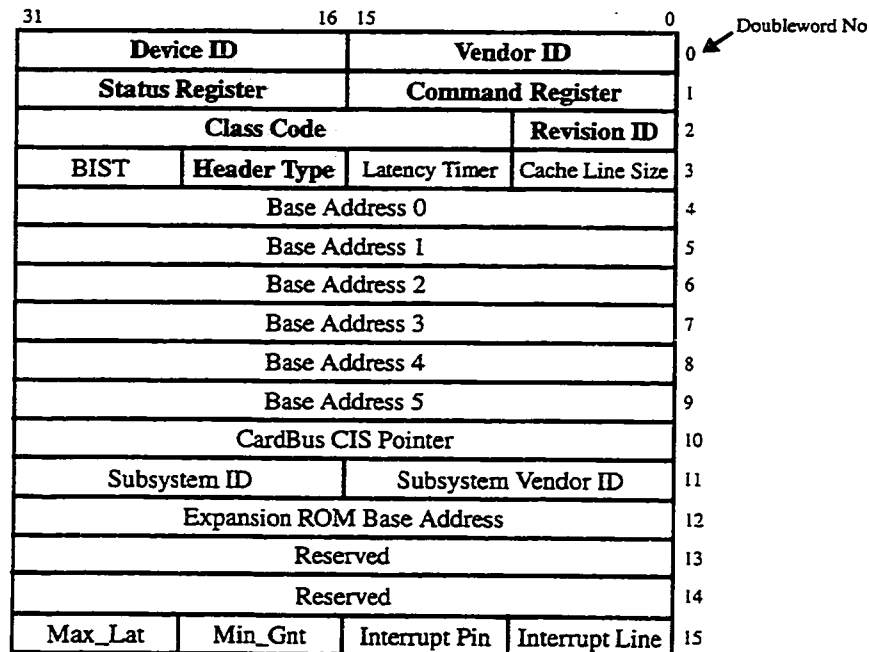 31 16 15 0
Doubleword No
Device ID Vendor ID 0
Status Register Command Register 1
Class Code Revision ID 2
BIST Header Type Latency Timer Cache Line Size 3
Base Address 0 4
Base Address 1 5
Base Address 2 6
Base Address 3 7
Base Address 4 8
Base Address 5 9
CardBus CIS Pointer 10
Subsystem ID Subsystem Vendor ID 11
Expansion ROM Base Address 12
Reserved 13
Reserved 14
Max_Lat Min_Gnt Interrupt Pin Interrupt Line 15